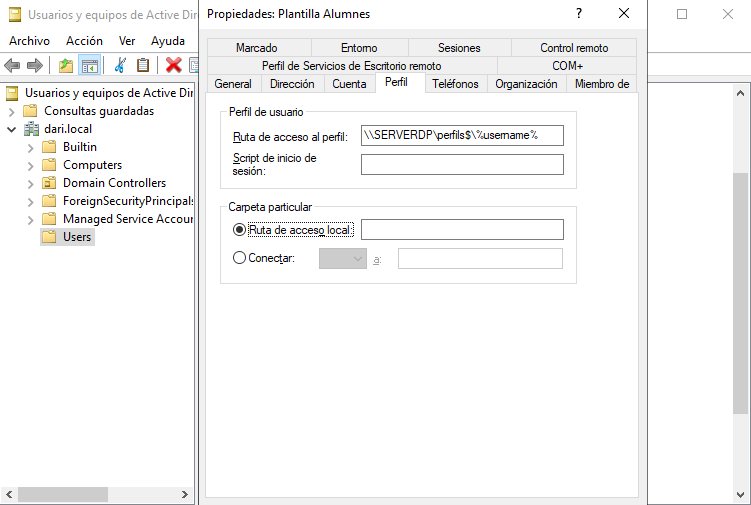 Usuarios y equipos de Active Dir
Archivo Acción Ver Ayuda
Usuarios y equipos de Active Dir
Consultas guardadas
dari.local
Builtin
Computers
Domain Controllers
ForeignSecurityPrincipals
Managed Service Accoun
Users
Propiedades: Plantilla Alumnes ?
Marcado Entorno Sesiones Control remoto
Perfil de Servicios de Escritorio remoto COM+
General Dirección Cuenta Perfil Teléfonos Organización Miembro de
Perfil de usuario
Ruta de acceso al perfil: \\SERVERDP\perfils$\%username%
Script de inicio de
sesión:
Carpeta particular
Ruta de acceso local:
Conectar: a: